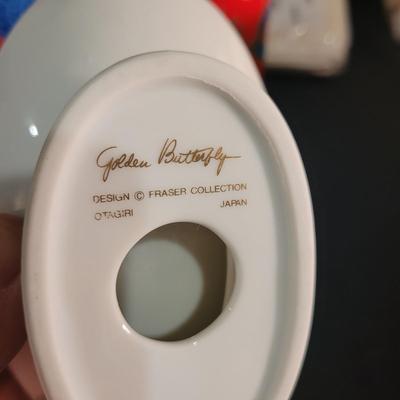 Golden Butterfly
DESIGN © FRASER COLLECTION
OTAGIRI JAPAN